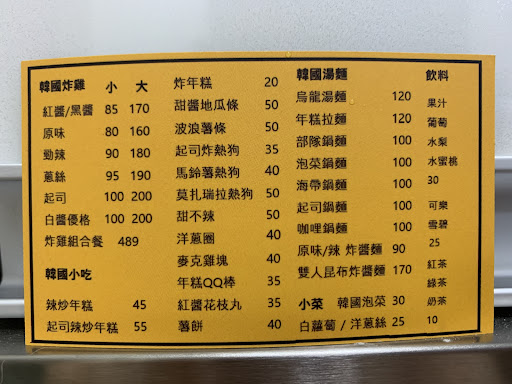 韓國炸雞 小 大
紅醬/黑醬 85 170
原味 80 160
勁辣 90 180
蔥絲 95 190
起司 100 200
白醬優格 100 200
炸雞組合餐 489
韓國小吃
辣炒年糕 45
起司辣炒年糕 55
炸年糕 20
甜醬地瓜條 50
波浪薯條 50
起司炸熱狗 35
馬鈴薯熱狗 40
莫扎瑞拉熱狗 50
甜不辣 50
洋蔥圈 40
麥克雞塊 40
年糕QQ棒 35
紅醬花枝丸 35
薯餅 40
韓國湯麵
烏龍湯麵 120
年糕拉麵 120
部隊鍋麵 100
泡菜鍋麵 100
海帶鍋麵 100
起司鍋麵 100
咖哩鍋麵 100
原味/辣 炸醬麵 90
雙人昆布炸醬麵 170
小菜 韓國泡菜 30
白蘿蔔 / 洋蔥絲 25
飲料
果汁
葡萄
水梨
水蜜桃
30
可樂
雪碧
25
紅茶
綠茶
奶茶
10